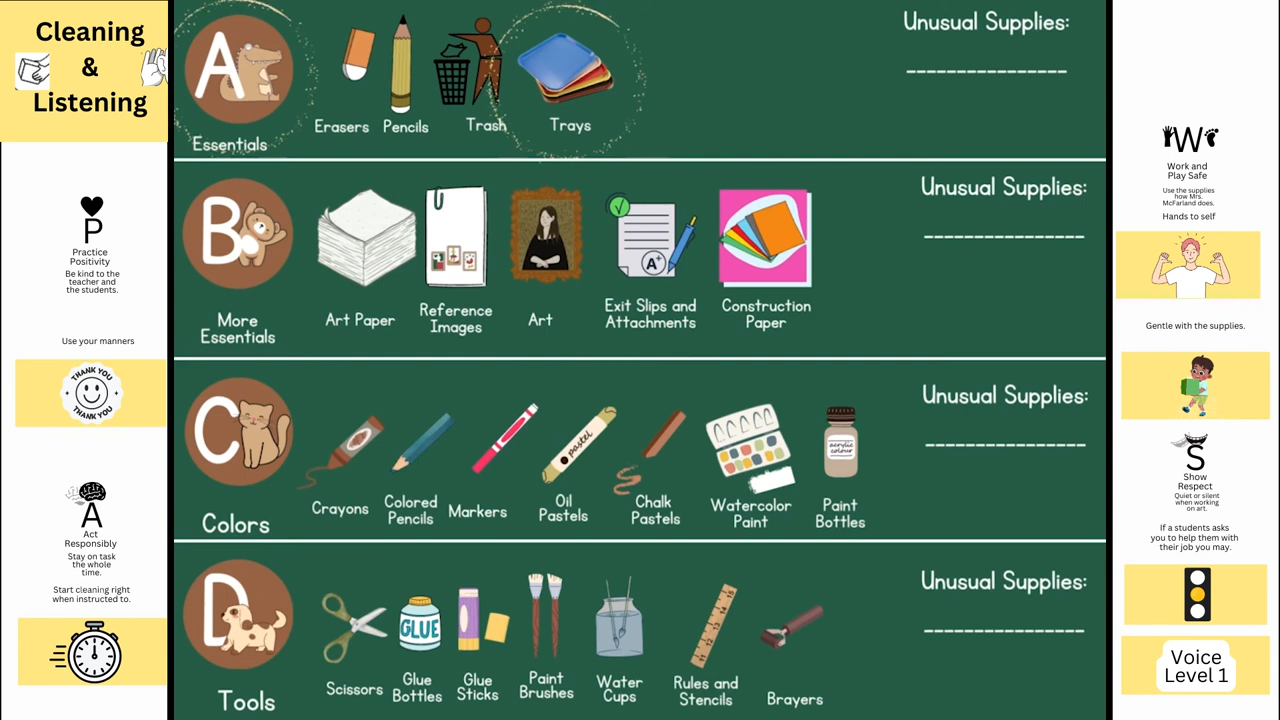 Cleaning
&
Listening
P
Practice
Positivity
Be kind to the
teacher and
the students.
Use your manners
THANK YOU
THANK YOU
A
Act
Responsibly
Stay on task
the whole
time.
Start cleaning right
when instructed to.
A
Essentials
Erasers
Pencils
Trash
Trays
Unusual Supplies:
________________
B
More
Essentials
Art Paper
Reference
Images
Art
A+
Exit Slips and
Attachments
Construction
Paper
Unusual Supplies:
________________
C
Colors
Crayons
Colored
Pencils
Markers
pastel
Oil
Pastels
Chalk
Pastels
Watercolor
Paint
acrylic
colour
Paint
Bottles
Unusual Supplies:
________________
D
Tools
Scissors
GLUE
Glue
Bottles
Glue
Sticks
Paint
Brushes
Water
Cups
Rules and
Stencils
Brayers
Unusual Supplies:
________________
W
Work and
Play Safe
Use the supplies
how Mrs.
McFarland does.
Hands to self
Gentle with the supplies.
S
Show
Respect
Quiet or silent
when working
on art.
If a students asks
you to help them with
their job you may.
Voice
Level 1